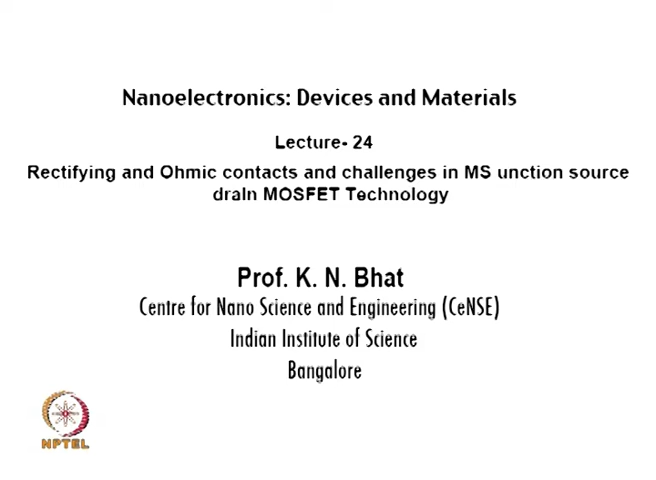 Nanoelectronics: Devices and Materials
Lecture- 24
Rectifying and Ohmic contacts and challenges in MS unction source
draln MOSFET Technology
Prof. K. N. Bhat
Centre for Nano Science and Engineering (CeNSE)
Indian Institute of Science
Bangalore
NPTEL